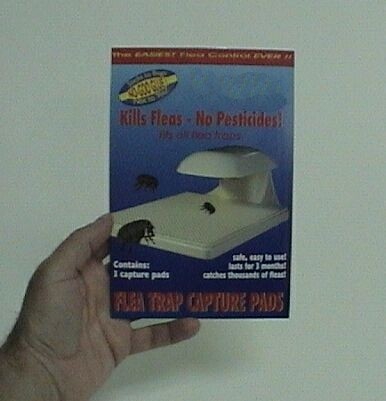 The EASIEST Flea Control EVER !!
Kills Fleas - No Pesticides!
fits all flea traps
Contains:
3 capture pads
safe, easy to use!
lasts for 3 months!
catches thousands of fleas!
FLEA TRAP CAPTURE PADS